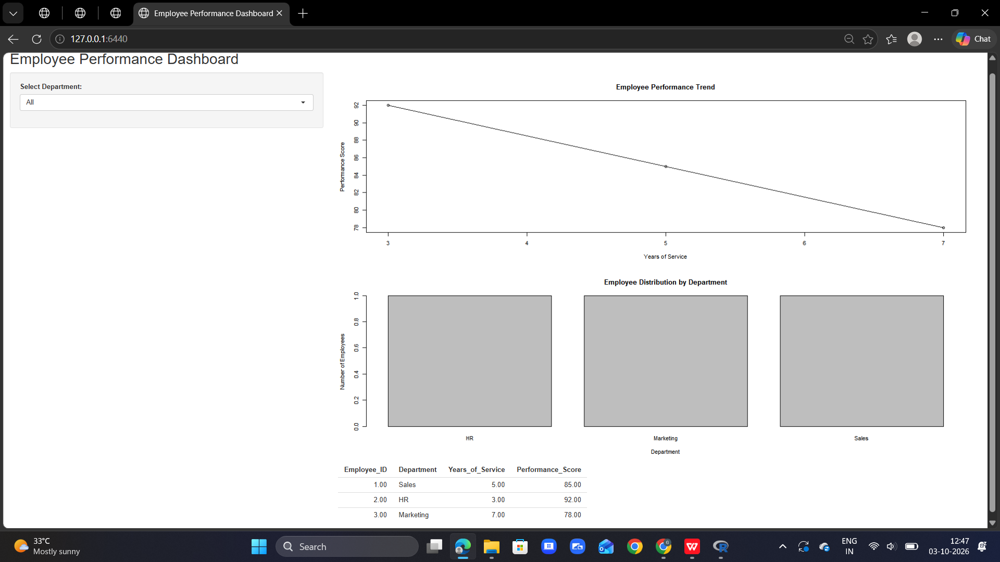 Employee Performance Dashboard
127.0.0.1:6440
Chat
Employee Performance Dashboard
Select Department:
All
Employee Performance Trend
Performance Score
92
90
88
86
84
82
80
78
3 4 5 6 7
Years of Service
Employee Distribution by Department
Number of Employees
1.0
0.8
0.6
0.4
0.2
0.0
HR Marketing Sales
Department
Employee_ID Department Years_of_Service Performance_Score
1.00 Sales 5.00 85.00
2.00 HR 3.00 92.00
3.00 Marketing 7.00 78.00
33°C
Mostly sunny
Search
ENG
IN
12:47
03-10-2026